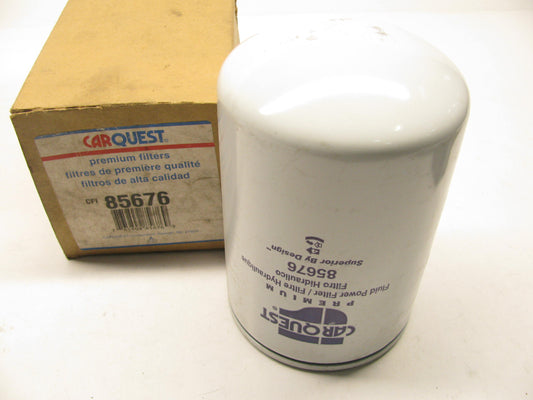 CARQUEST®
premium filters
filtres de première qualité
filtros de alta calidad
CFI 85676
CARQUEST®
PREMIUM
Fluid Power Filter / Filtre Hydraulique
Filtro Hidraulico
85676
Superior By Design™